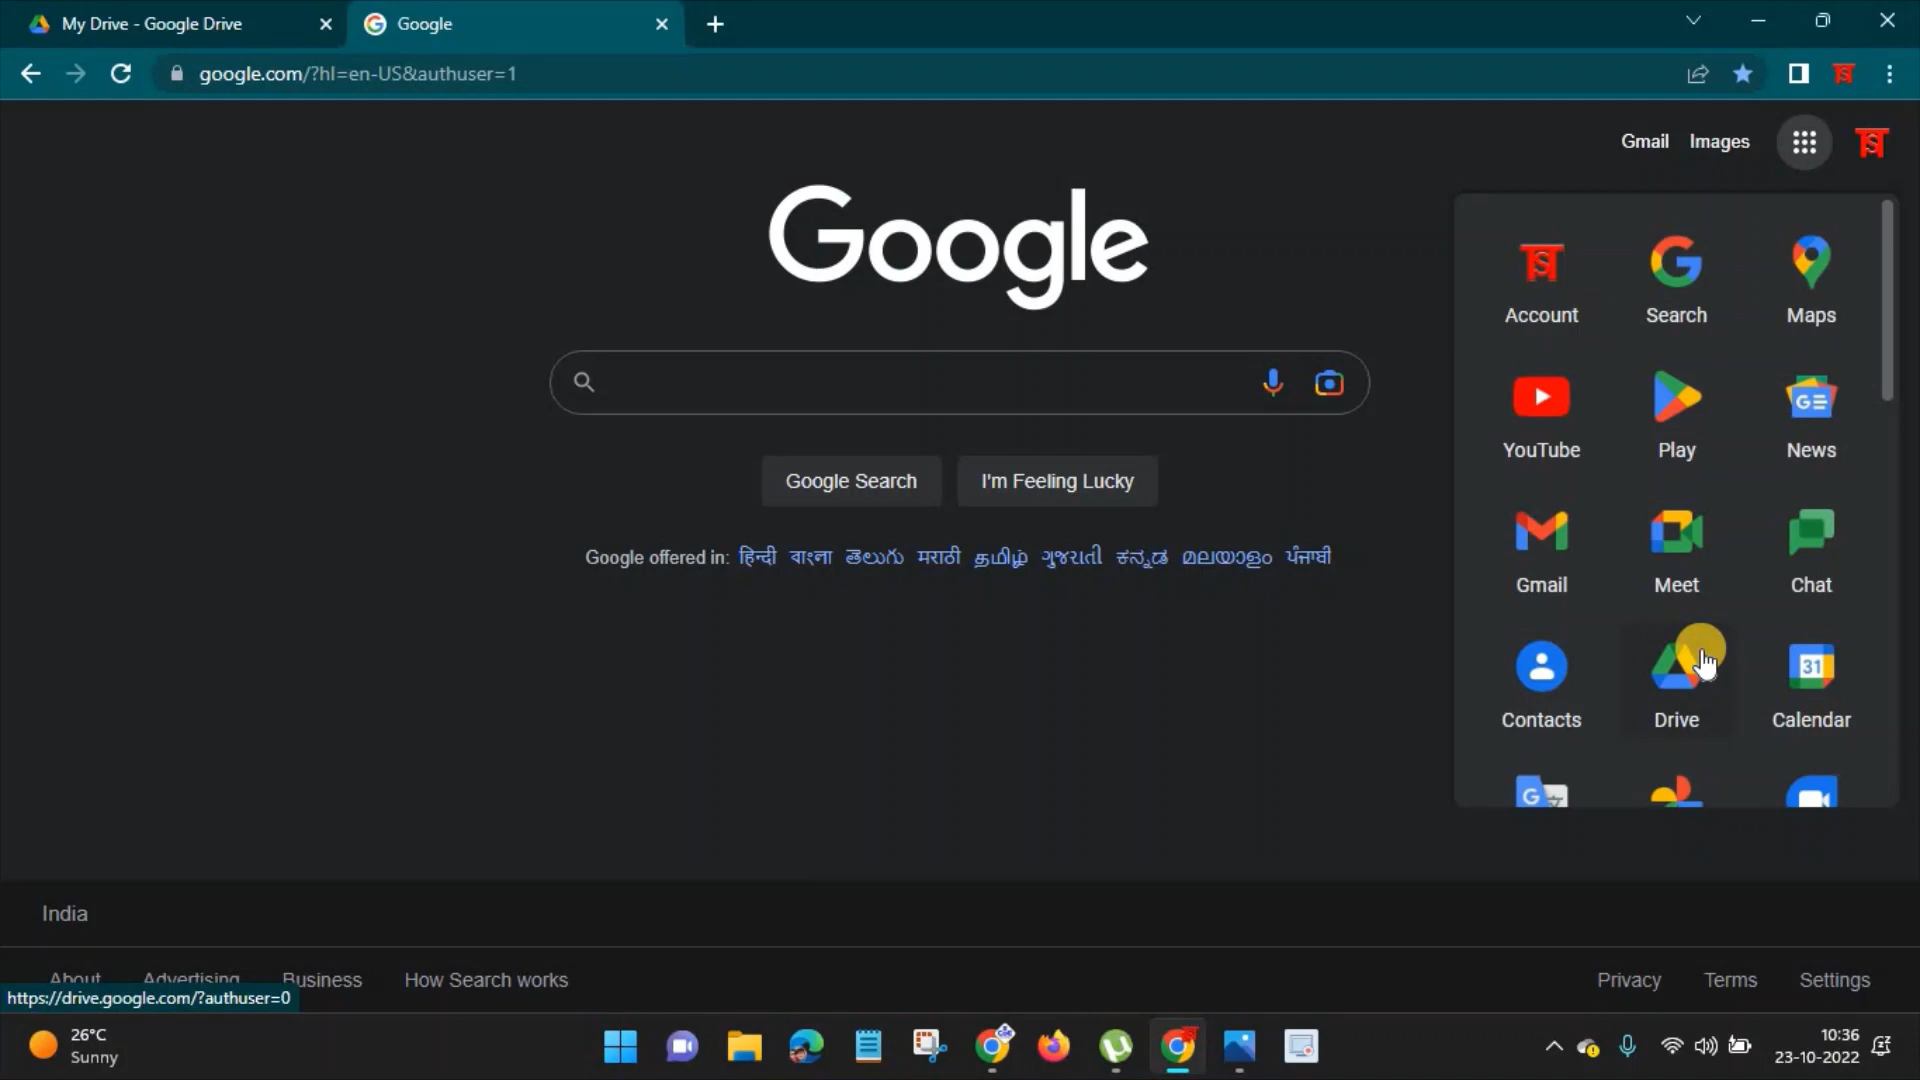 My Drive - Google Drive
Google
google.com/?hl=en-US&authuser=1
Gmail Images
Google
Account Search Maps
YouTube Play News
Gmail Meet Chat
Contacts Drive Calendar
Google Search I'm Feeling Lucky
Google offered in: हिन्दी বাংলা తెలుగు मराठी தமிழ் ગુજરાતી ಕನ್ನಡ മലയാളം ਪੰਜਾਬੀ
India
About Advertising Business How Search works
Privacy Terms Settings
https://drive.google.com/?authuser=0
26°C
Sunny
10:36
23-10-2022